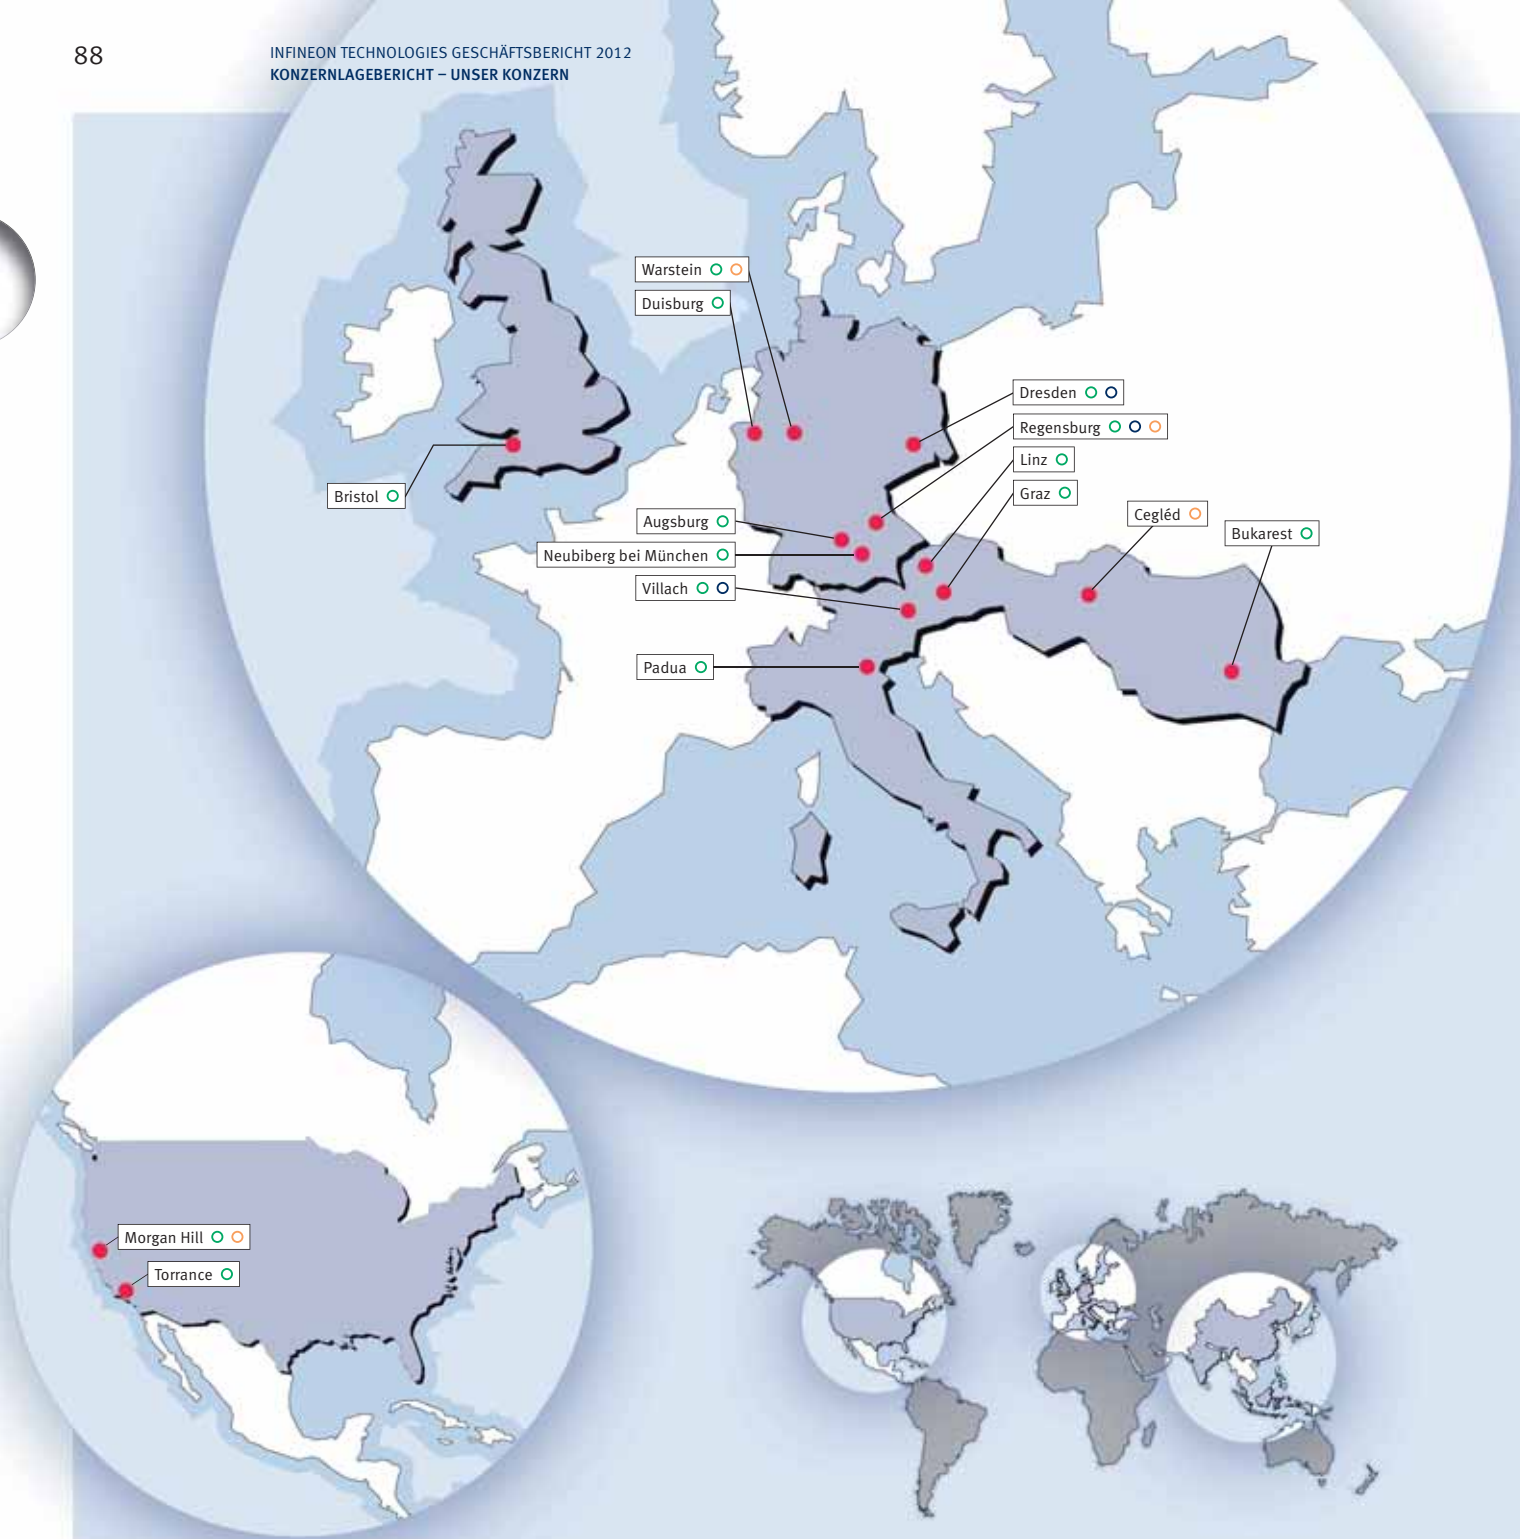 88
INFINEON TECHNOLOGIES GESCHÄFTSBERICHT 2012
KONZERNLAGEBERICHT – UNSER KONZERN
Warstein
Duisburg
Dresden
Regensburg
Linz
Graz
Bristol
Cegléd
Augsburg
Bukarest
Neubiberg bei München
Villach
Padua
Morgan Hill
Torrance